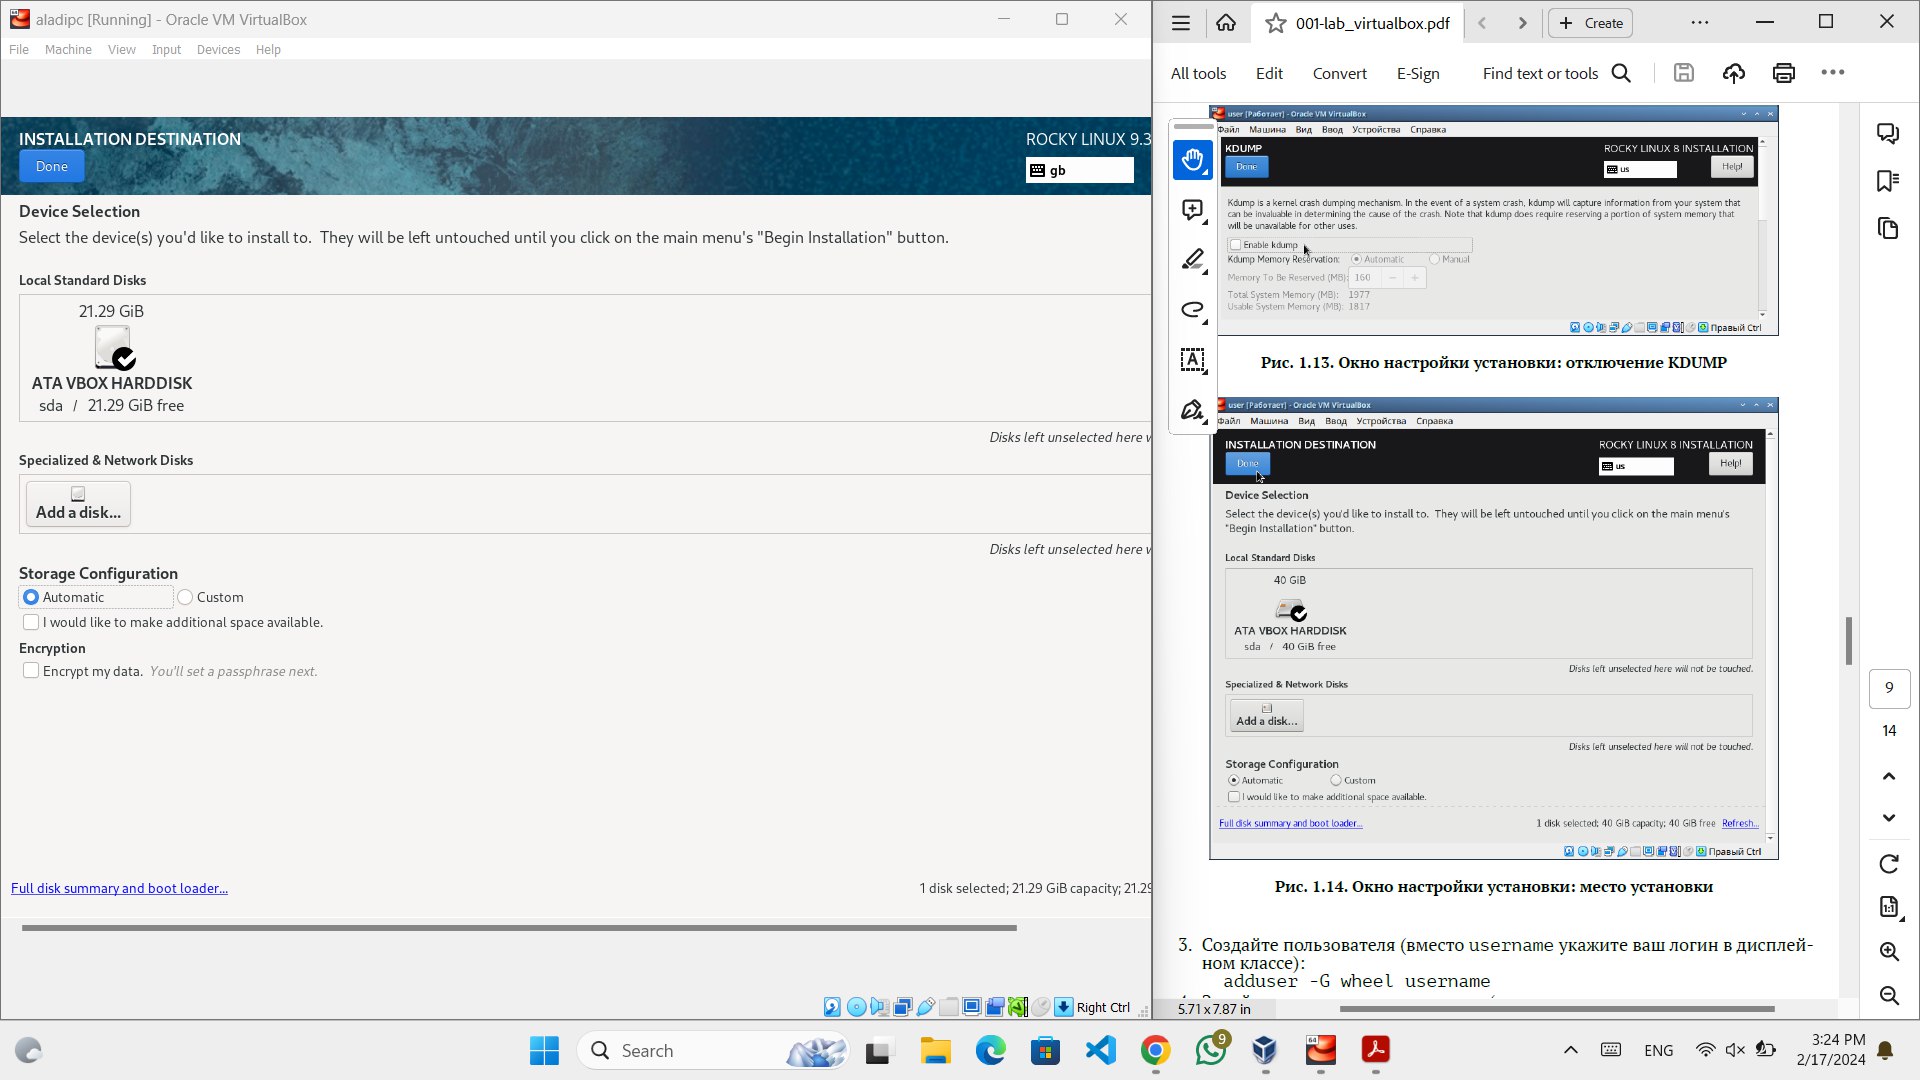 aladipc [Running] - Oracle VM VirtualBox
File Machine View Input Devices Help
INSTALLATION DESTINATION
ROCKY LINUX 9.3
Done
gb
Device Selection
Select the device(s) you'd like to install to. They will be left untouched until you click on the main menu's "Begin Installation" button.
Local Standard Disks
21.29 GiB
ATA VBOX HARDDISK
sda / 21.29 GiB free
Disks left unselected here w
Specialized & Network Disks
Add a disk...
Disks left unselected here w
Storage Configuration
Automatic
Custom
I would like to make additional space available.
Encryption
Encrypt my data. You'll set a passphrase next.
Full disk summary and boot loader...
1 disk selected; 21.29 GiB capacity; 21.29
Right Ctrl
001-lab_virtualbox.pdf
Create
All tools
Edit
Convert
E-Sign
Find text or tools
user [Работает] - Oracle VM VirtualBox
Файл Машина Вид Ввод Устройства Справка
KDUMP
ROCKY LINUX 8 INSTALLATION
Done
us
Help!
Kdump is a kernel crash dumping mechanism. In the event of a system crash, kdump will capture information from your system that
can be invaluable in determining the cause of the crash. Note that kdump does require reserving a portion of system memory that
will be unavailable for other uses.
Enable kdump
Kdump Memory Reservation:
Automatic
Manual
Memory To Be Reserved (MB):
160
Total System Memory (MB): 1977
Usable System Memory (MB): 1817
Правый Ctrl
Рис. 1.13. Окно настройки установки: отключение KDUMP
user [Работает] - Oracle VM VirtualBox
Файл Машина Вид Ввод Устройства Справка
INSTALLATION DESTINATION
ROCKY LINUX 8 INSTALLATION
Done
us
Help!
Device Selection
Select the device(s) you'd like to install to. They will be left untouched until you click on the main menu's
"Begin Installation" button.
Local Standard Disks
40 GiB
ATA VBOX HARDDISK
sda / 40 GiB free
Disks left unselected here will not be touched.
Specialized & Network Disks
Add a disk...
Disks left unselected here will not be touched.
Storage Configuration
Automatic
Custom
I would like to make additional space available.
Full disk summary and boot loader...
1 disk selected; 40 GiB capacity; 40 GiB free Refresh...
Правый Ctrl
Рис. 1.14. Окно настройки установки: место установки
3. Создайте пользователя (вместо username укажите ваш логин в дисплей-
ном классе):
adduser -G wheel username
5.71 x 7.87 in
9
14
1:1
Search
9
64
ENG
3:24 PM
2/17/2024